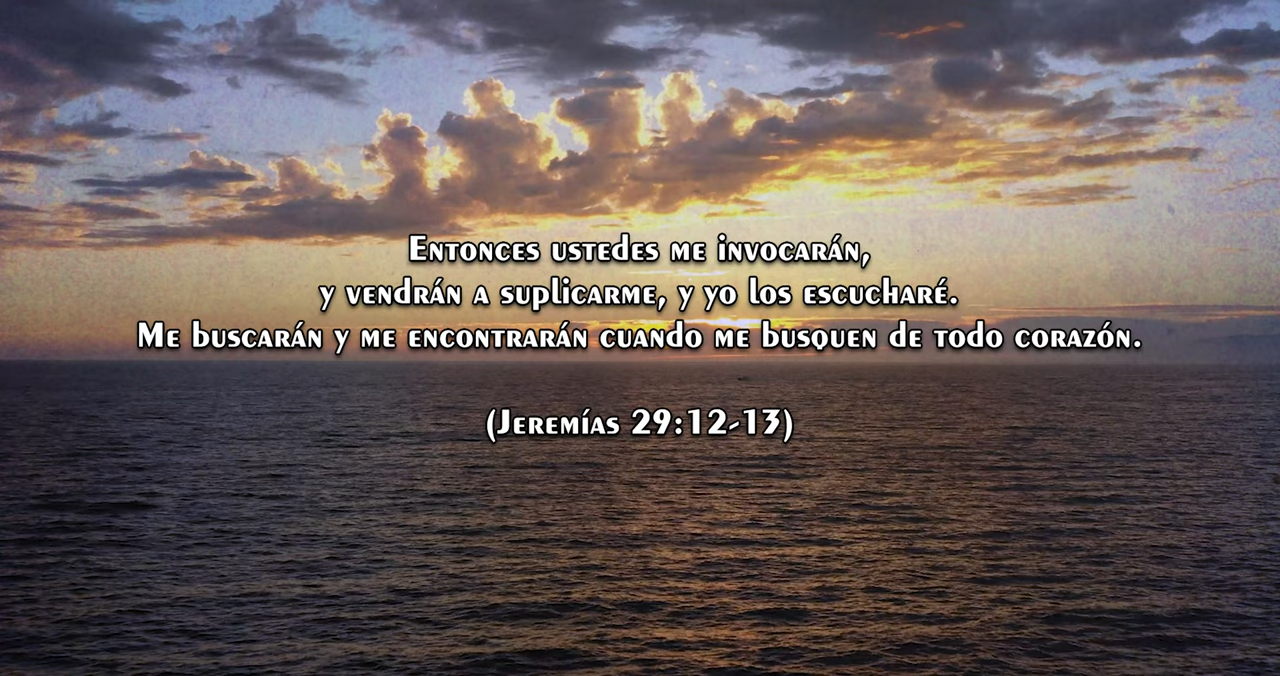 Entonces ustedes me invocarán,
y vendrán a suplicarme, y yo los escucharé.
Me buscarán y me encontrarán cuando me busquen de todo corazón.
(Jeremías 29:12-13)